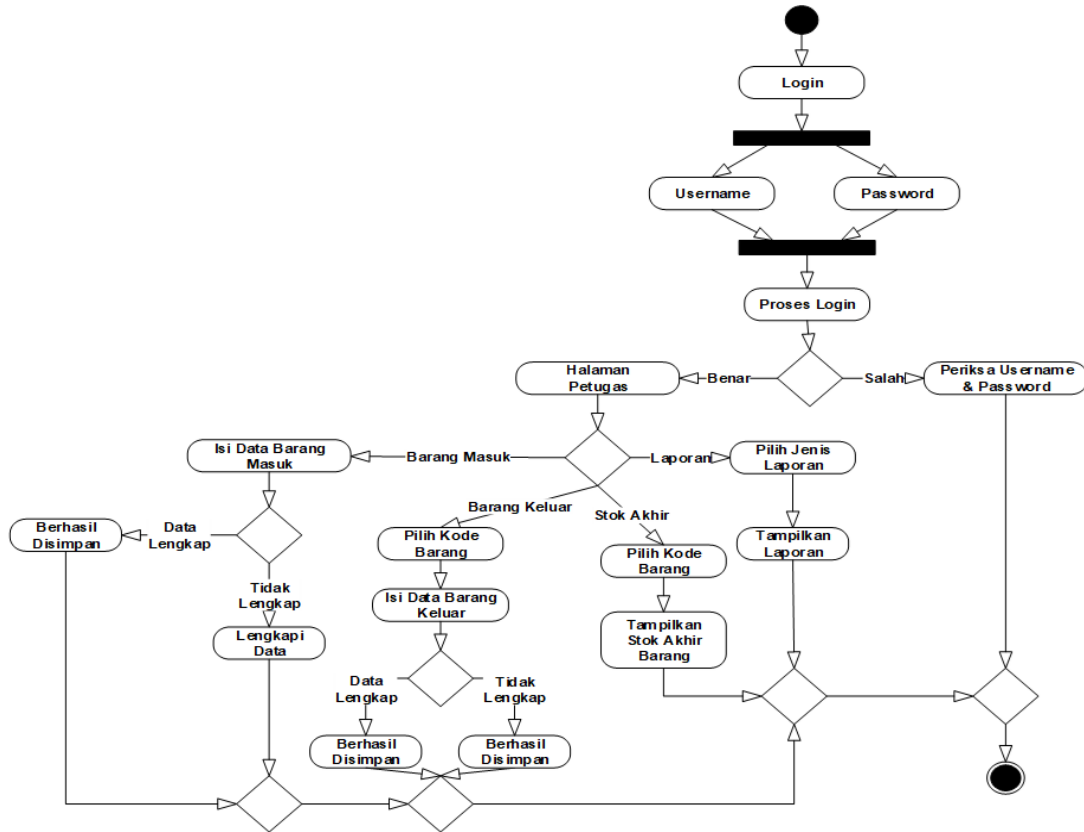 Login
Username
Password
Proses Login
Halaman
Petugas
Benar
Salah
Periksa Username
& Password
Isi Data Barang
Masuk
Barang Masuk
Laporan
Pilih Jenis
Laporan
Barang Keluar
Stok Akhir
Berhasil
Disimpan
Data
Lengkap
Pilih Kode
Barang
Pilih Kode
Barang
Tampilkan
Laporan
Tidak
Lengkap
Isi Data Barang
Keluar
Lengkapi
Data
Tampilkan
Stok Akhir
Barang
Data
Lengkap
Tidak
Lengkap
Berhasil
Disimpan
Berhasil
Disimpan